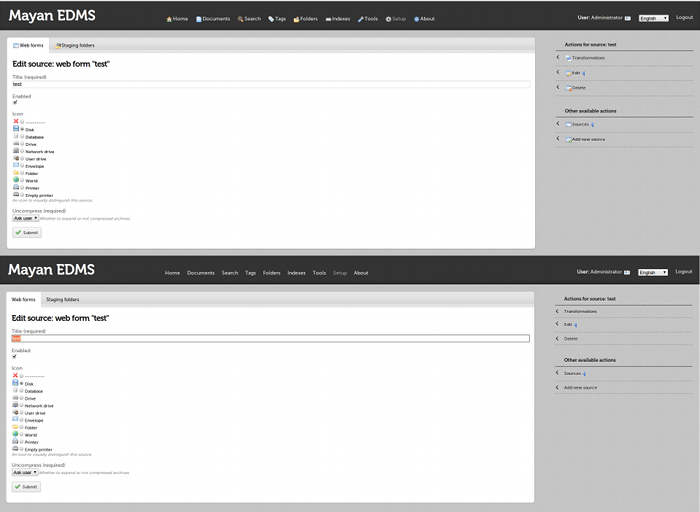 Mayan EDMS
Home Documents Search Tags Folders Indexes Tools Setup About
User: Administrator English Logout
Web forms Staging folders
Edit source: web form "test"
Title (required)
test
Enabled
Icon
----------
Disk
Database
Drive
Network drive
User drive
Envelope
Folder
World
Printer
Empty printer
An icon to visually distinguish this source.
Uncompress (required)
Ask user Whether to expand or not compressed archives.
Submit
Actions for source: test
Transformations
Edit
Delete
Other available actions
Sources
Add new source
Mayan EDMS
Home Documents Search Tags Folders Indexes Tools Setup About
User: Administrator English Logout
Web forms Staging folders
Edit source: web form "test"
Title (required)
test
Enabled
Icon
----------
Disk
Database
Drive
Network drive
User drive
Envelope
Folder
World
Printer
Empty printer
An icon to visually distinguish this source.
Uncompress (required)
Ask user Whether to expand or not compressed archives.
Submit
Actions for source: test
Transformations
Edit
Delete
Other available actions
Sources
Add new source